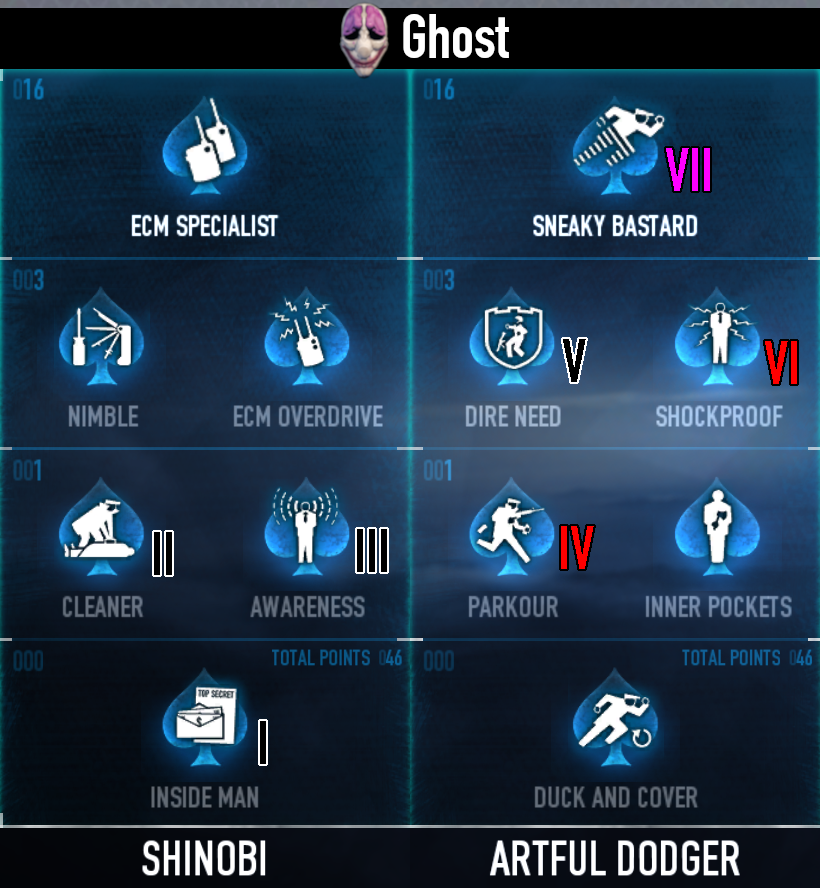 Ghost
016 016
VII
ECM SPECIALIST SNEAKY BASTARD
003 003
V VI
NIMBLE ECM OVERDRIVE DIRE NEED SHOCKPROOF
001 001
II III IV
CLEANER AWARENESS PARKOUR INNER POCKETS
000 TOTAL POINTS 046 000 TOTAL POINTS 046
TOP SECRET
$
I
INSIDE MAN DUCK AND COVER
SHINOBI ARTFUL DODGER